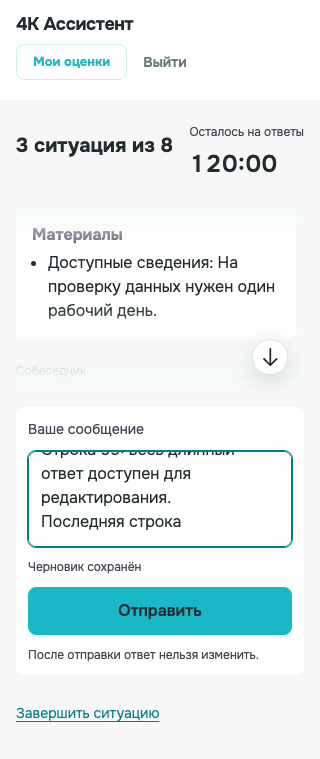 4К Ассистент
Мои оценки
Выйти
3 ситуация из 8
Осталось на ответы
120:00
Материалы
• Доступные сведения: На
проверку данных нужен один
рабочий день.
Собеседник
Ваше сообщение
ответ доступен для
редактирования.
Последняя строка
Черновик сохранён
Отправить
После отправки ответ нельзя изменить.
Завершить ситуацию